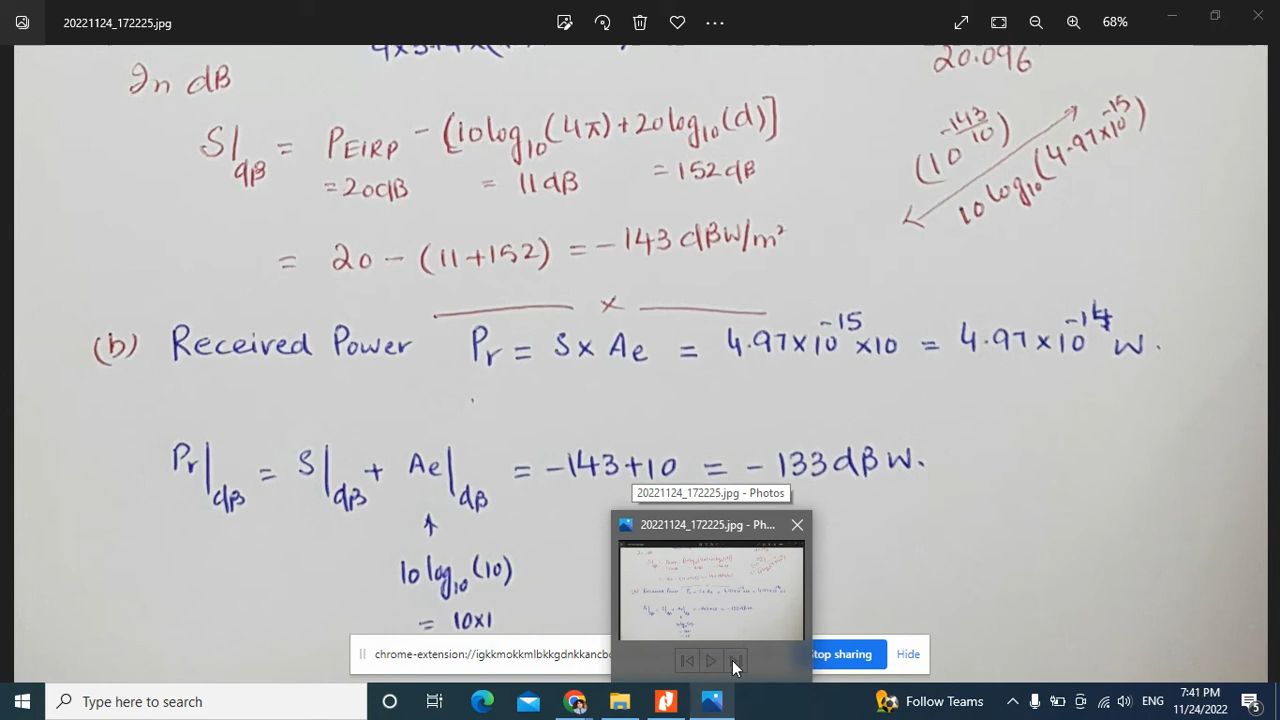 20221124_172225.jpg
68%
In dB
20.096
S|dB = PEIRP - [10log10(4π)+20log10(d)]
=20dB = 11dB = 152dB
(10^-143/10)
10log10(4.97×10^-15)
= 20-(11+152) = -143 dBW/m²
×
(b) Received Power Pr = S×Ae = 4.97×10^-15×10 = 4.97×10^-14 W.
Pr|dB = S|dB + Ae|dB = -143+10 = -133dBW.
20221124_172225.jpg - Photos
20221124_172225.jpg - Ph...
10log10(10)
= 10×1
chrome-extension://igkkmokkmlbkkgdnkkancbo
Stop sharing
Hide
Type here to search
Follow Teams
ENG
7:41 PM
11/24/2022
5